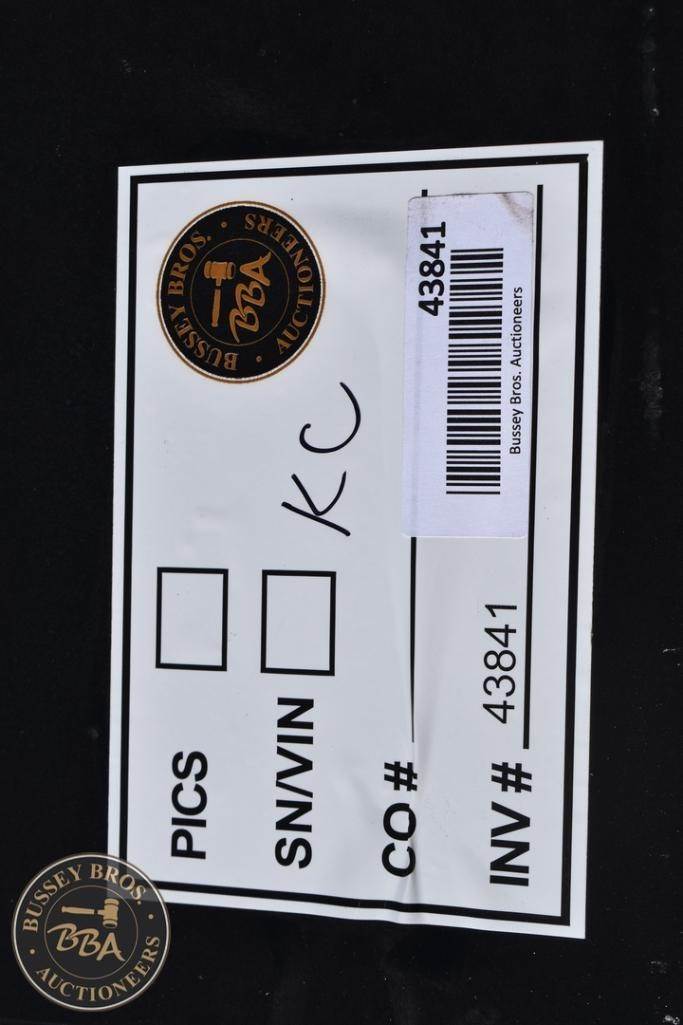 BUSSEY BROS. · AUCTIONEERS ·
BBA
PICS
SN/VIN KC
CO #
INV # 43841
43841
Bussey Bros. Auctioneers
BUSSEY BROS. · AUCTIONEERS ·
BBA